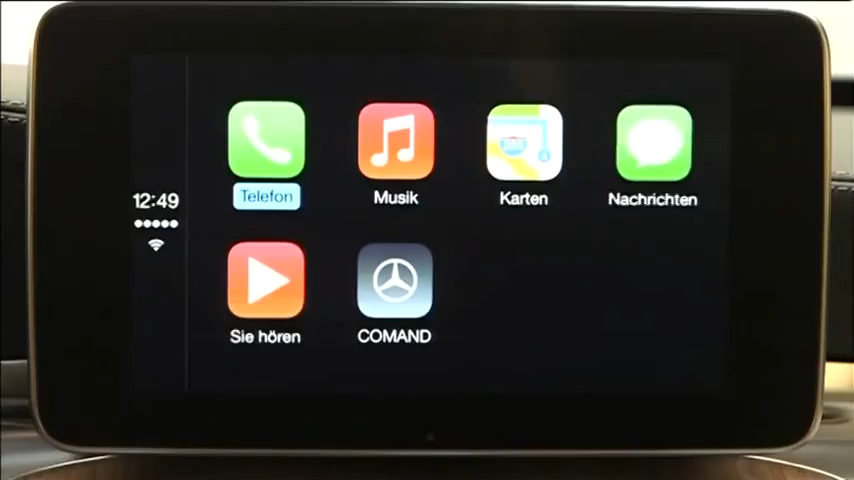 12:49
Telefon
Musik
Karten
Nachrichten
Sie hören
COMAND